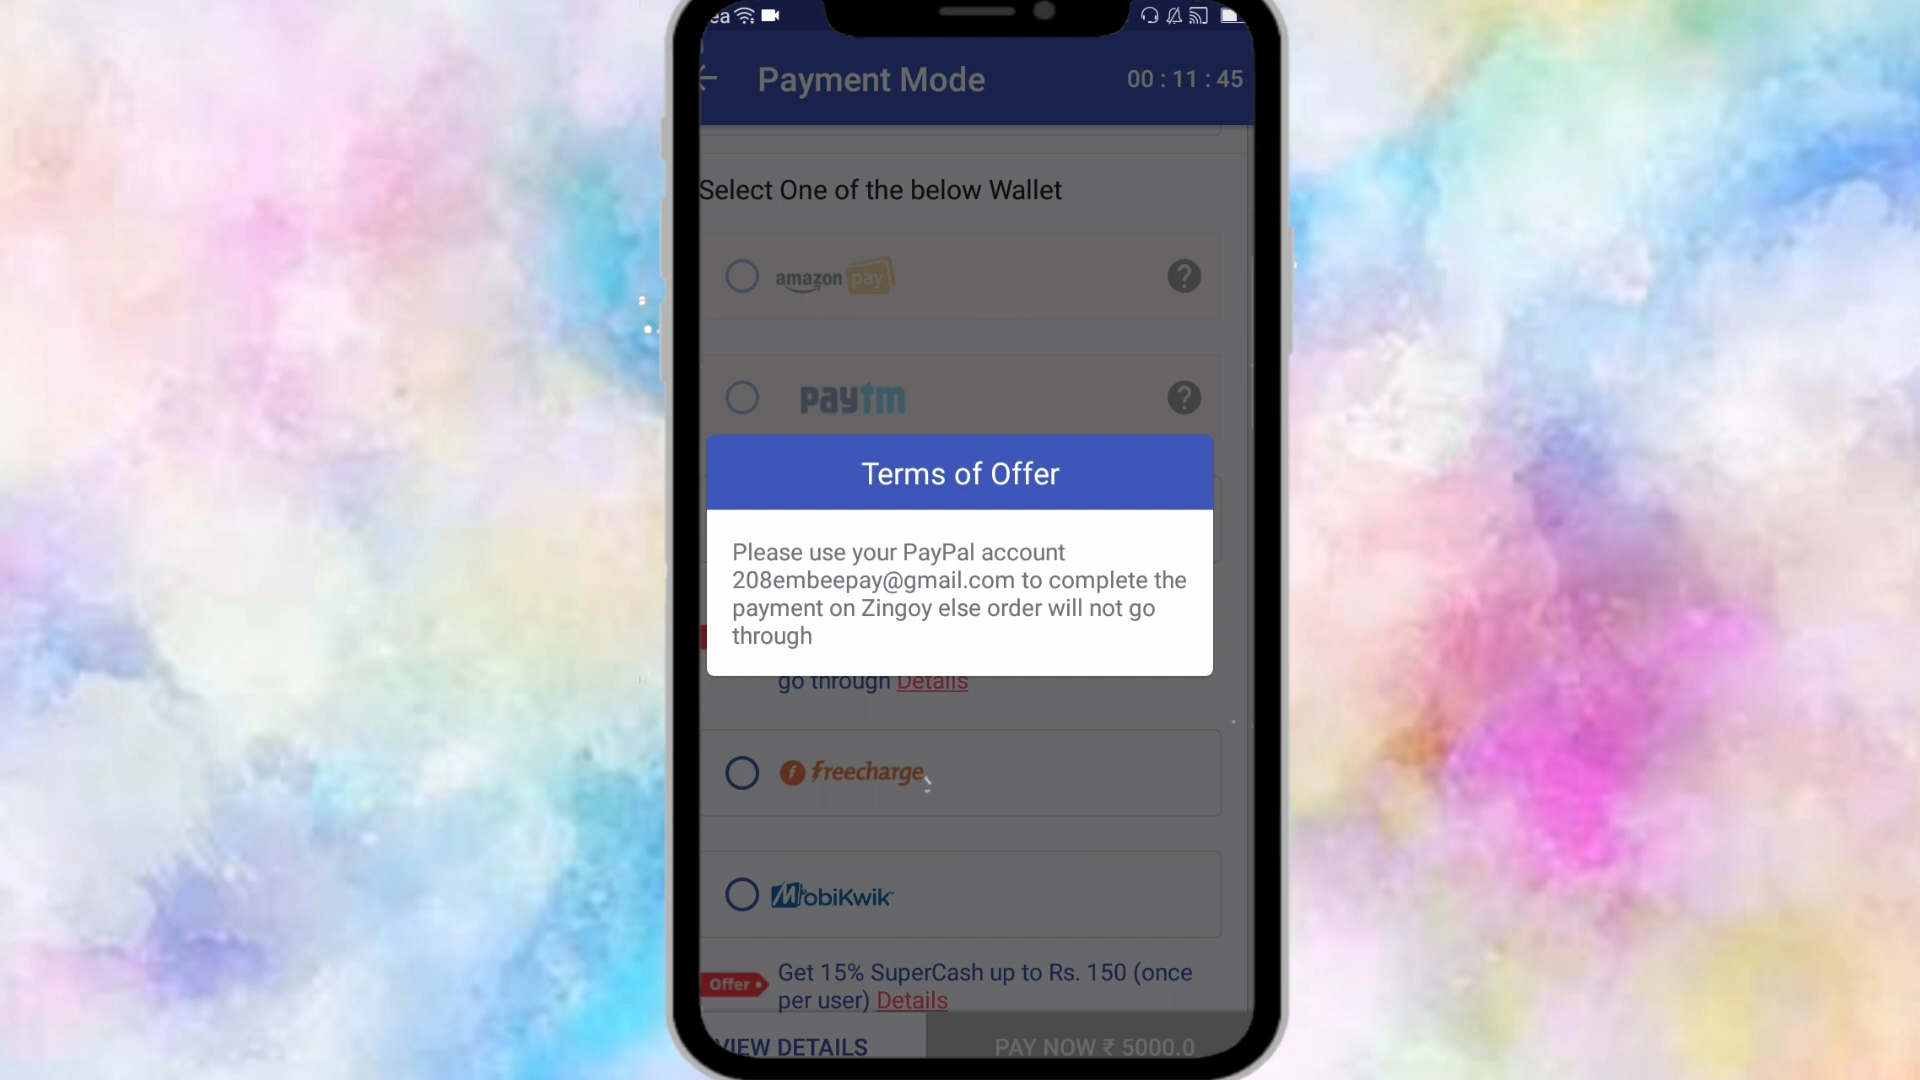 ea
Payment Mode 00 : 11 : 45
Select One of the below Wallet
amazon pay ?
paytm ?
Terms of Offer
Please use your PayPal account
208embeepay@gmail.com to complete the
payment on Zingoy else order will not go
through
go through Details
f freecharge
MobiKwik
Offer Get 15% SuperCash up to Rs. 150 (once
per user) Details
VIEW DETAILS PAY NOW ₹ 5000.0